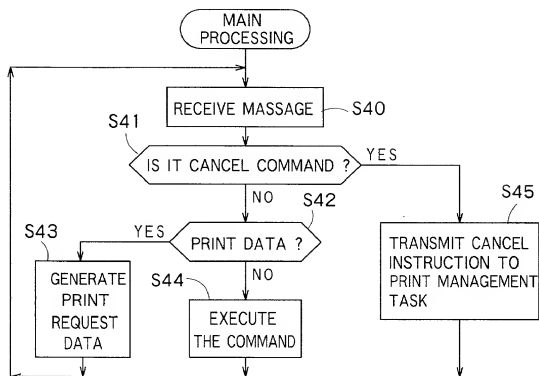 MAIN
PROCESSING
RECEIVE MASSAGE
S40
S41
IS IT CANCEL COMMAND ?
YES
NO
S42
S45
S43
YES
PRINT DATA ?
TRANSMIT CANCEL
INSTRUCTION TO
PRINT MANAGEMENT
TASK
GENERATE
PRINT
REQUEST
DATA
S44
NO
EXECUTE
THE COMMAND